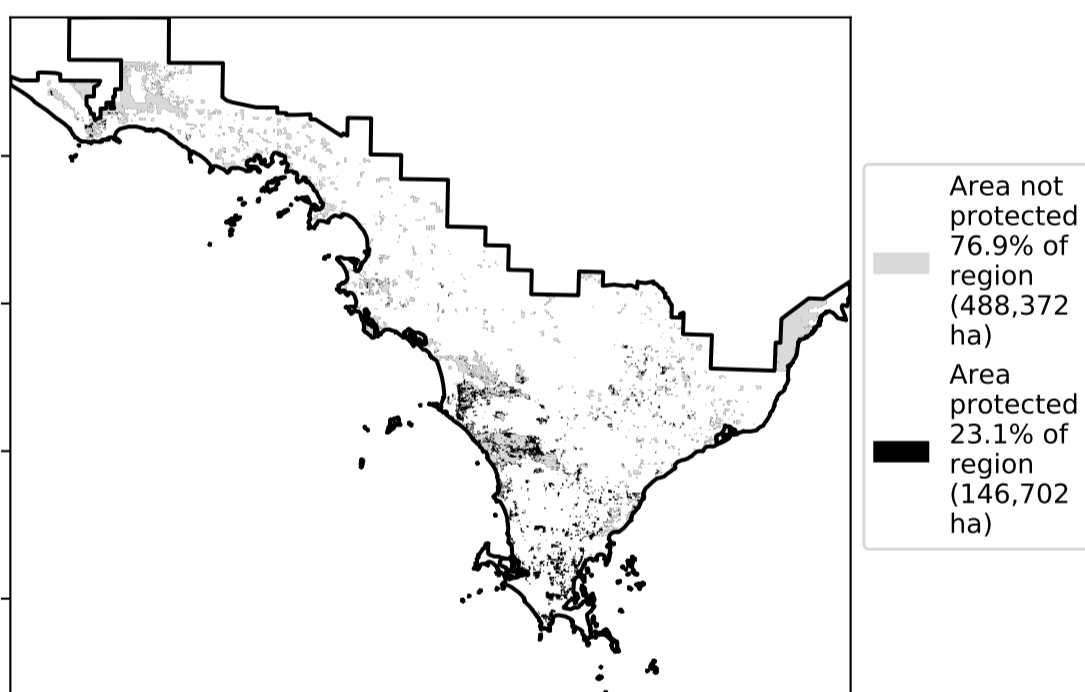 Area not
protected
76.9% of
region
(488,372
ha)
Area
protected
23.1% of
region
(146,702
ha)